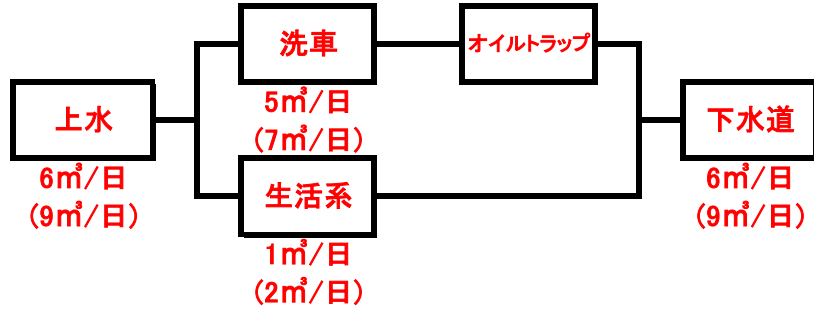 洗車
オイルトラップ
5㎥/日
(7㎥/日)
上水
6㎥/日
(9㎥/日)
下水道
6㎥/日
(9㎥/日)
生活系
1㎥/日
(2㎥/日)